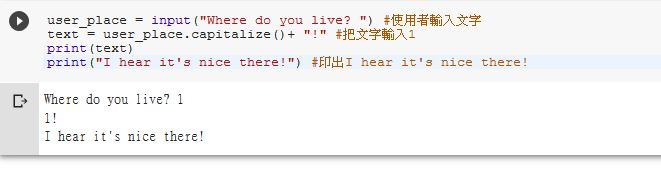 user_place = input("Where do you live? ") #使用者輸入文字
text = user_place.capitalize()+ "!" #把文字輸入1
print(text)
print("I hear it's nice there!") #印出I hear it's nice there!
Where do you live? 1
1!
I hear it's nice there!